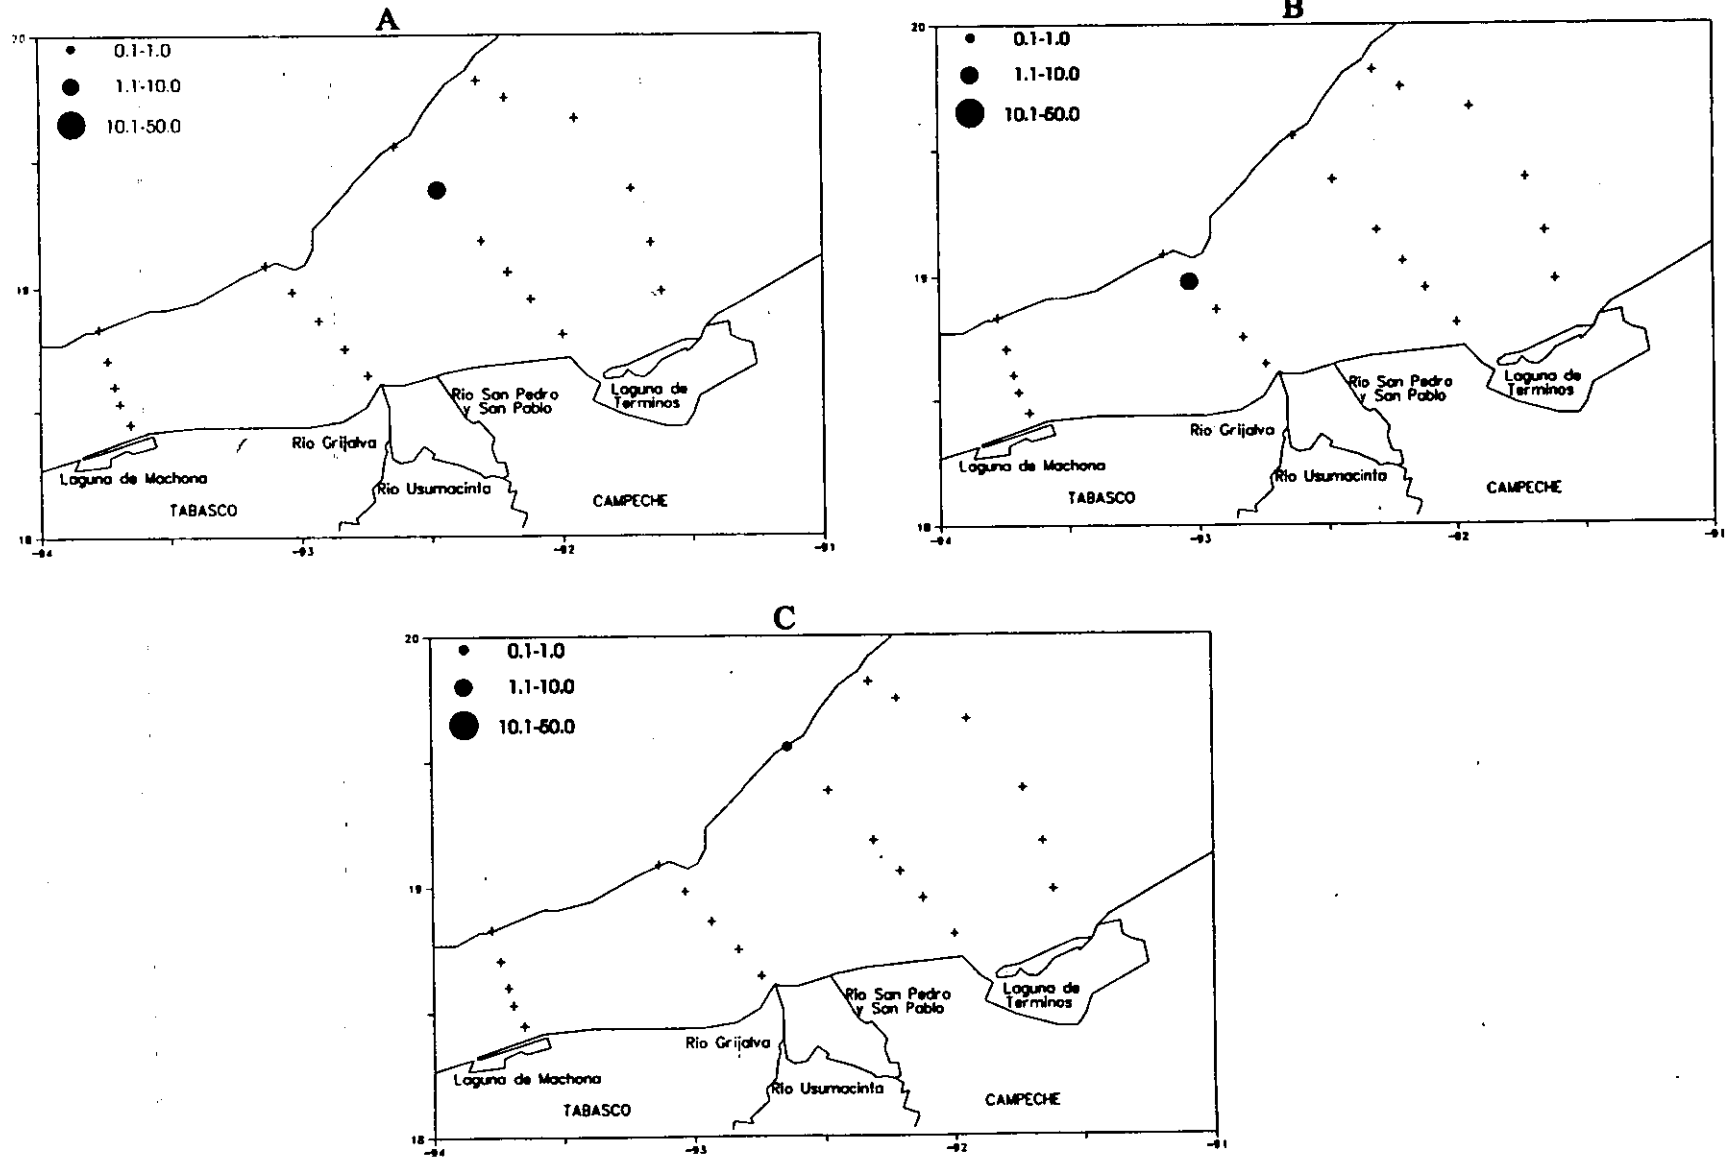 A
20
0.1-1.0
1.1-10.0
10.1-50.0
19
18
Rio San Pedro
y San Pablo
Laguna de
Terminos
Rio Grijalva
Laguna de Machona
Rio Usumacinta
TABASCO
CAMPECHE
-94
-93
-92
-91
B
20
0.1-1.0
1.1-10.0
10.1-50.0
19
18
Rio San Pedro
y San Pablo
Laguna de
Terminos
Rio Grijalva
Laguna de Machona
Rio Usumacinta
TABASCO
CAMPECHE
-94
-93
-92
-91
C
20
0.1-1.0
1.1-10.0
10.1-50.0
19
18
Rio San Pedro
y San Pablo
Laguna de
Terminos
Rio Grijalva
Laguna de Machona
Rio Usumacinta
TABASCO
CAMPECHE
-94
-93
-92
-91